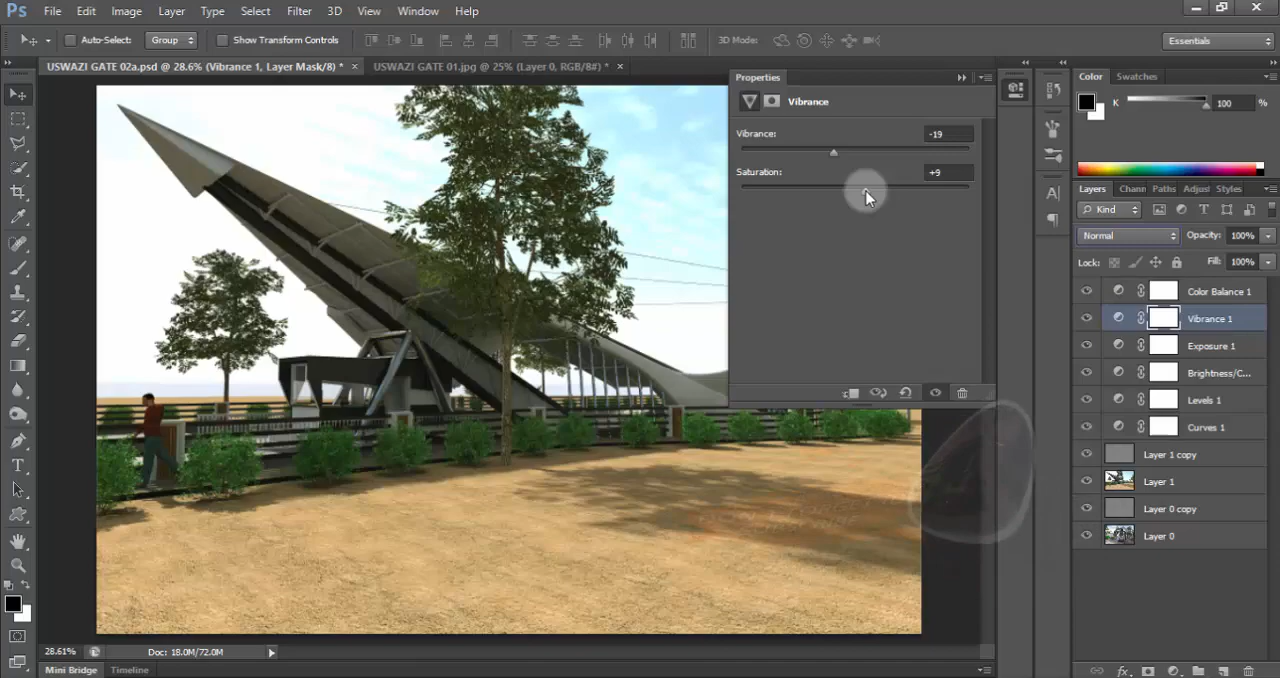 Ps File Edit Image Layer Type Select Filter 3D View Window Help
Auto-Select: Group Show Transform Controls 3D Mode: Essentials
USWAZI GATE 02a.psd @ 28.6% (Vibrance 1, Layer Mask/8) * × USWAZI GATE 01.jpg @ 25% (Layer 0, RGB/8#) * ×
Properties
Vibrance
Vibrance: -19
Saturation: +9
Color Swatches
K 100 %
Layers Chann Paths Adjust Styles
Kind
Normal Opacity: 100%
Lock: Fill: 100%
Color Balance 1
Vibrance 1
Exposure 1
Brightness/C...
Levels 1
Curves 1
Layer 1 copy
Layer 1
Layer 0 copy
Layer 0
28.61% Doc: 18.0M/72.0M
Mini Bridge Timeline